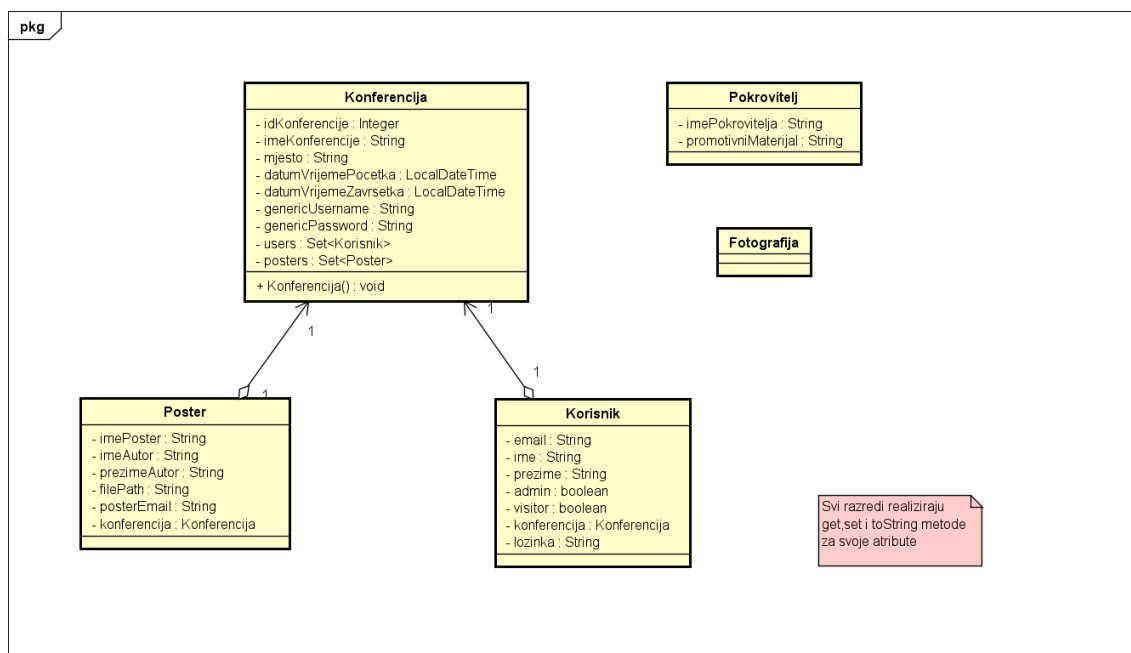 pkg
Konferencija
- idKonferencije : Integer
- imeKonferencije : String
- mjesto : String
- datumVrijemePocetka : LocalDateTime
- datumVrijemeZavrsetka : LocalDateTime
- genericUsername : String
- genericPassword : String
- users : Set<Korisnik>
- posters : Set<Poster>
+ Konferencija() : void
Pokrovitelj
- imePokrovitelja : String
- promotivniMaterijal : String
Fotografija
1
1
1
1
Poster
- imePoster : String
- imeAutor : String
- prezimeAutor : String
- filePath : String
- posterEmail : String
- konferencija : Konferencija
Korisnik
- email : String
- ime : String
- prezime : String
- admin : boolean
- visitor : boolean
- konferencija : Konferencija
- lozinka : String
Svi razredi realiziraju
get,set i toString metode
za svoje atribute